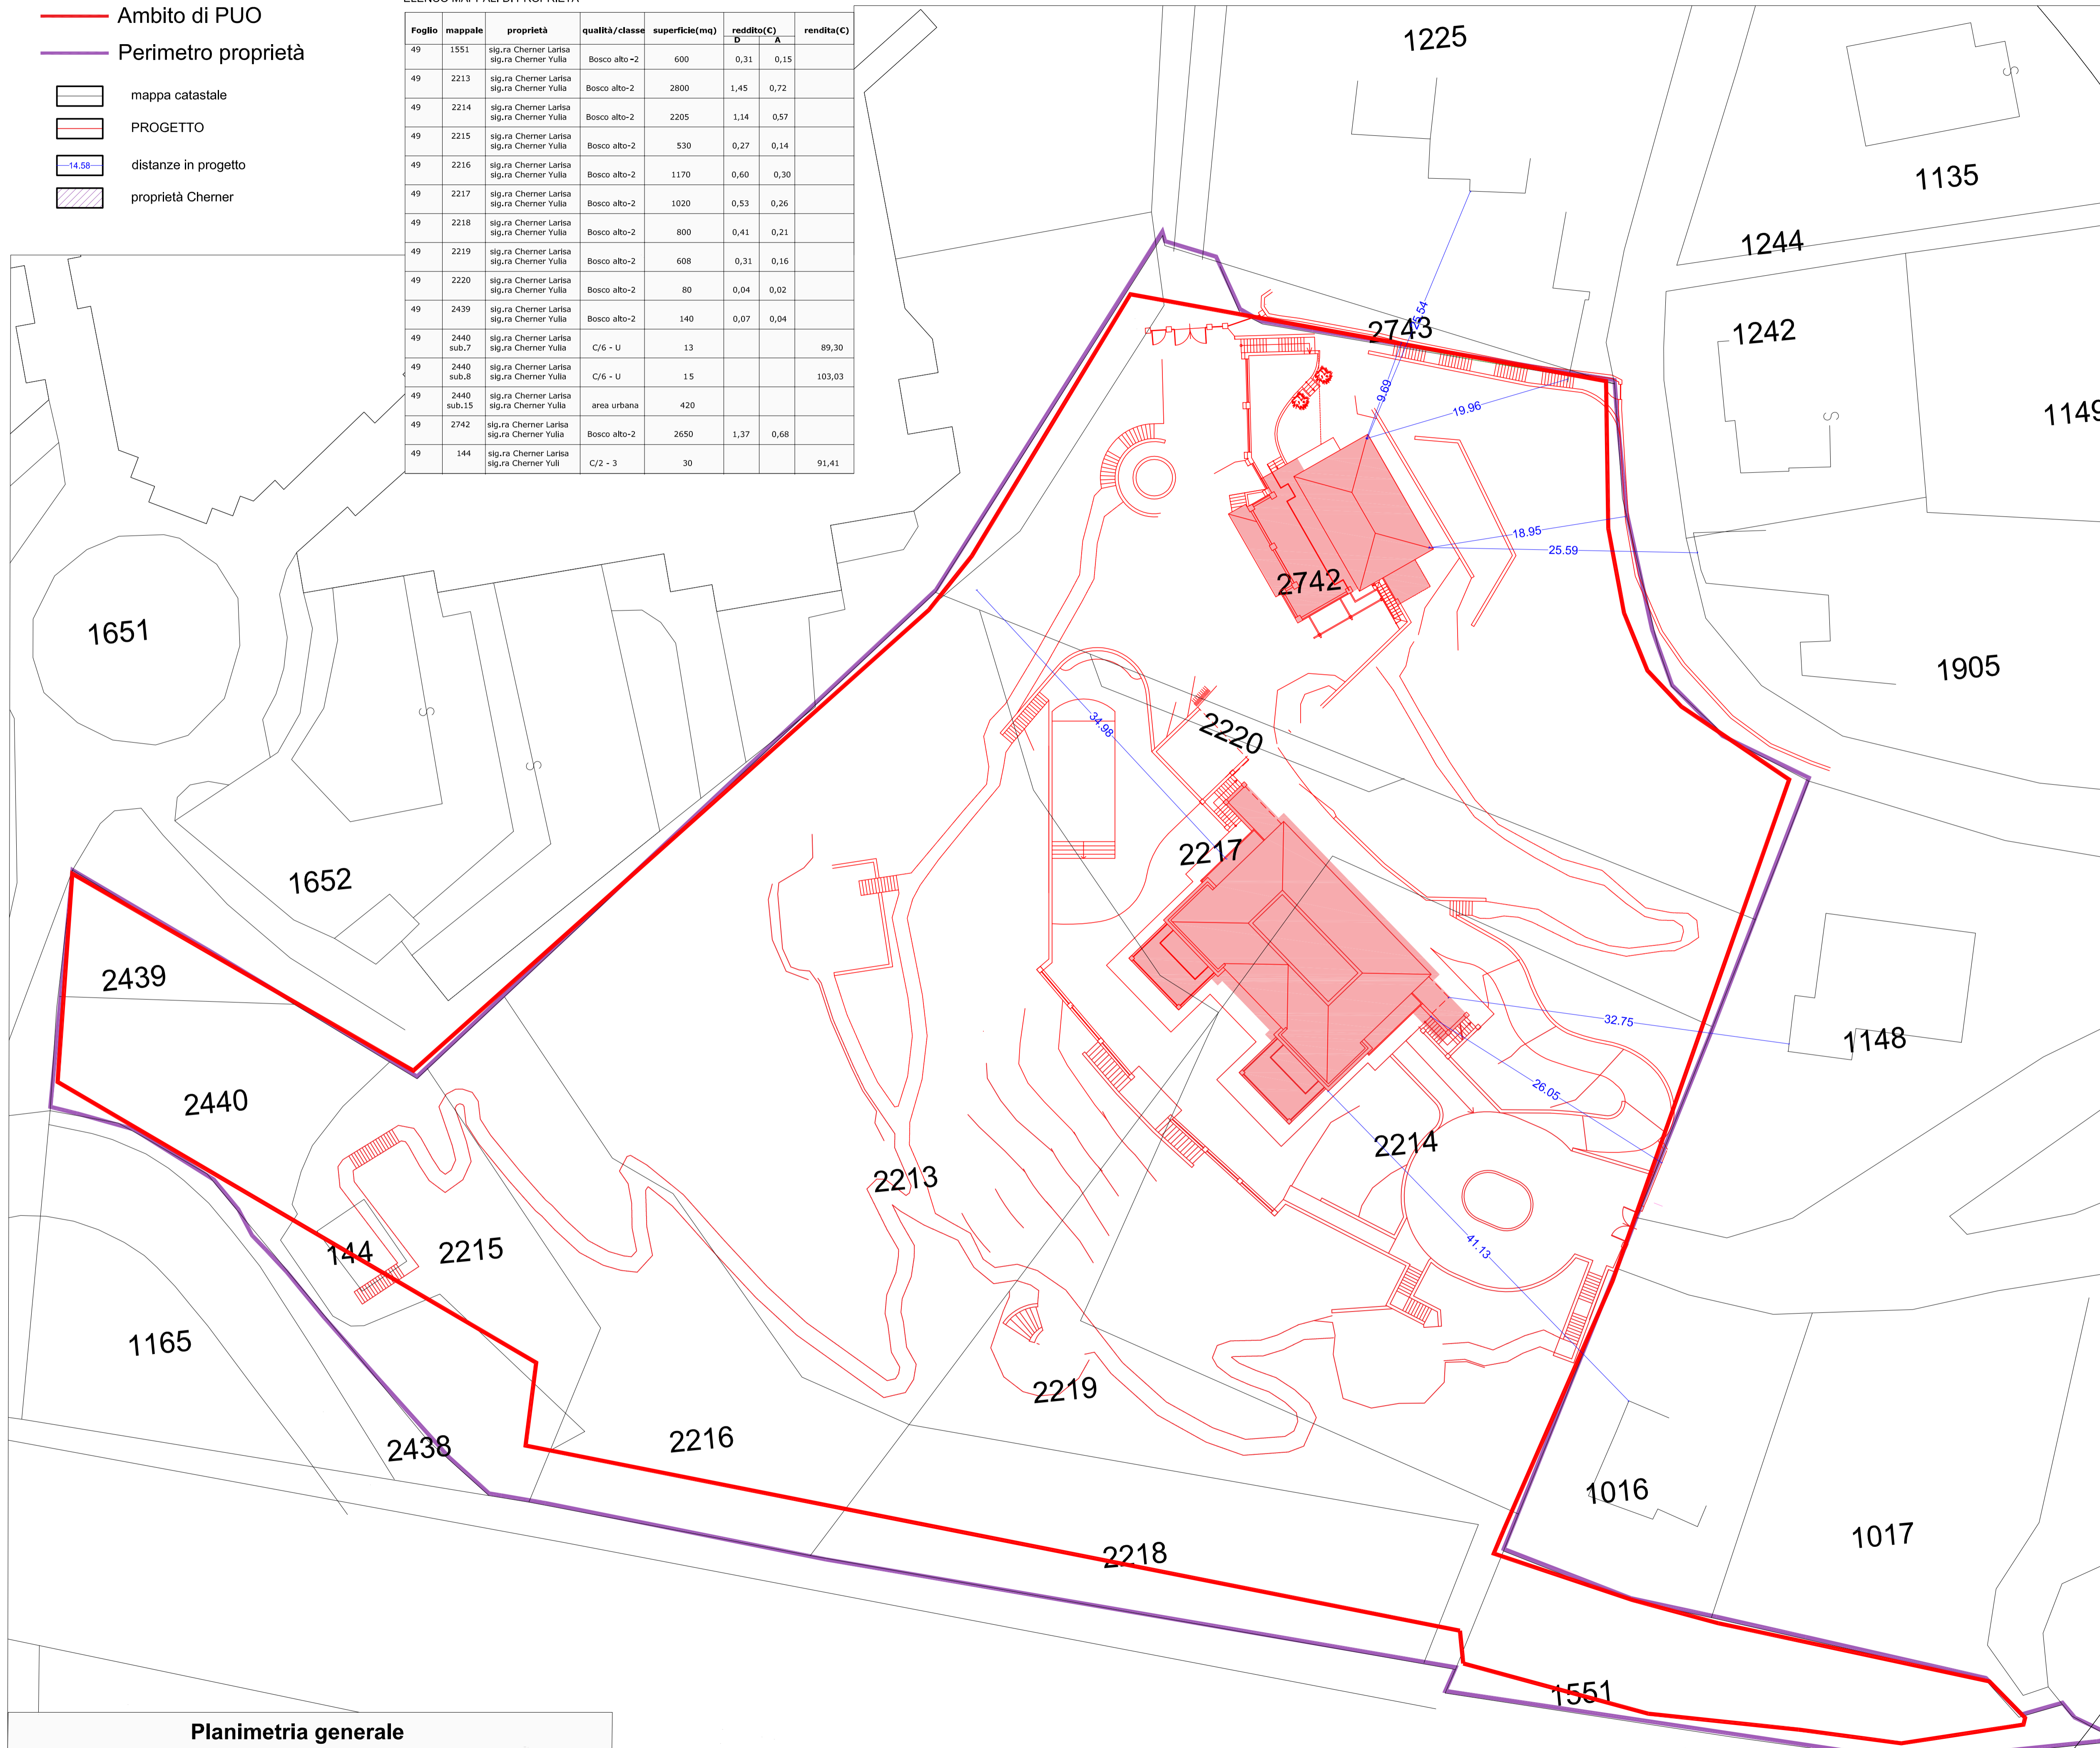 Ambito di PUO
Perimetro proprietà
mappa catastale
PROGETTO
14.58 distanze in progetto
proprietà Cherner
ELENCO MAPPALI DI PROPRIETA'
Foglio mappale proprietà qualità/classe superficie(mq) reddito(€) rendita(€)
D A
49 1551 sig.ra Cherner Larisa
sig.ra Cherner Yulia Bosco alto -2 600 0,31 0,15
49 2213 sig.ra Cherner Larisa
sig.ra Cherner Yulia Bosco alto-2 2800 1,45 0,72
49 2214 sig.ra Cherner Larisa
sig.ra Cherner Yulia Bosco alto-2 2205 1,14 0,57
49 2215 sig.ra Cherner Larisa
sig.ra Cherner Yulia Bosco alto-2 530 0,27 0,14
49 2216 sig.ra Cherner Larisa
sig.ra Cherner Yulia Bosco alto-2 1170 0,60 0,30
49 2217 sig.ra Cherner Larisa
sig.ra Cherner Yulia Bosco alto-2 1020 0,53 0,26
49 2218 sig.ra Cherner Larisa
sig.ra Cherner Yulia Bosco alto-2 800 0,41 0,21
49 2219 sig.ra Cherner Larisa
sig.ra Cherner Yulia Bosco alto-2 608 0,31 0,16
49 2220 sig.ra Cherner Larisa
sig.ra Cherner Yulia Bosco alto-2 80 0,04 0,02
49 2439 sig.ra Cherner Larisa
sig.ra Cherner Yulia Bosco alto-2 140 0,07 0,04
49 2440 sig.ra Cherner Larisa
sub.7 sig.ra Cherner Yulia C/6 - U 13 89,30
49 2440 sig.ra Cherner Larisa
sub.8 sig.ra Cherner Yulia C/6 - U 15 103,03
49 2440 sig.ra Cherner Larisa
sub.15 sig.ra Cherner Yulia area urbana 420
49 2742 sig.ra Cherner Larisa
sig.ra Cherner Yulia Bosco alto-2 2650 1,37 0,68
49 144 sig.ra Cherner Larisa
sig.ra Cherner Yuli C/2 - 3 30 91,41
1225
S
1135
1244
25.54
2743
1242
9.69
19.96
S
1149
18.95
25.59
2742
1651
1905
S
34.98
2220
S
2217
1652
2439
32.75
1148
26.05
2440
2214
2213
41.13
144
2215
1165
2219
2438
2216
1016
1017
2218
1551
Planimetria generale